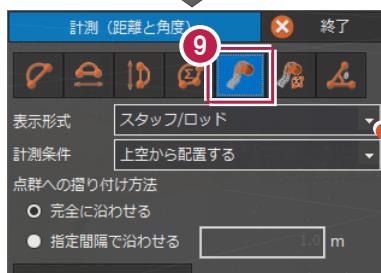 計測（距離と角度） 終了
9
表示形式 スタッフ/ロッド
計測条件 上空から配置する
点群への摺り付け方法
完全に沿わせる
指定間隔で沿わせる 1.0 m